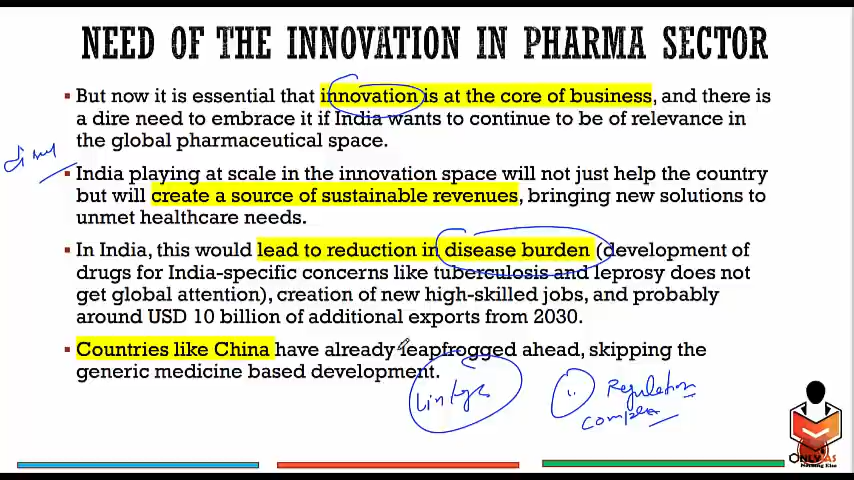 NEED OF THE INNOVATION IN PHARMA SECTOR
▪ But now it is essential that innovation is at the core of business, and there is
a dire need to embrace it if India wants to continue to be of relevance in
the global pharmaceutical space.
▪ India playing at scale in the innovation space will not just help the country
but will create a source of sustainable revenues, bringing new solutions to
unmet healthcare needs.
▪ In India, this would lead to reduction in disease burden (development of
drugs for India-specific concerns like tuberculosis and leprosy does not
get global attention), creation of new high-skilled jobs, and probably
around USD 10 billion of additional exports from 2030.
▪ Countries like China have already leapfrogged ahead, skipping the
generic medicine based development.
Linkage
Regulation
complex
ONLY IAS
Nothing Else